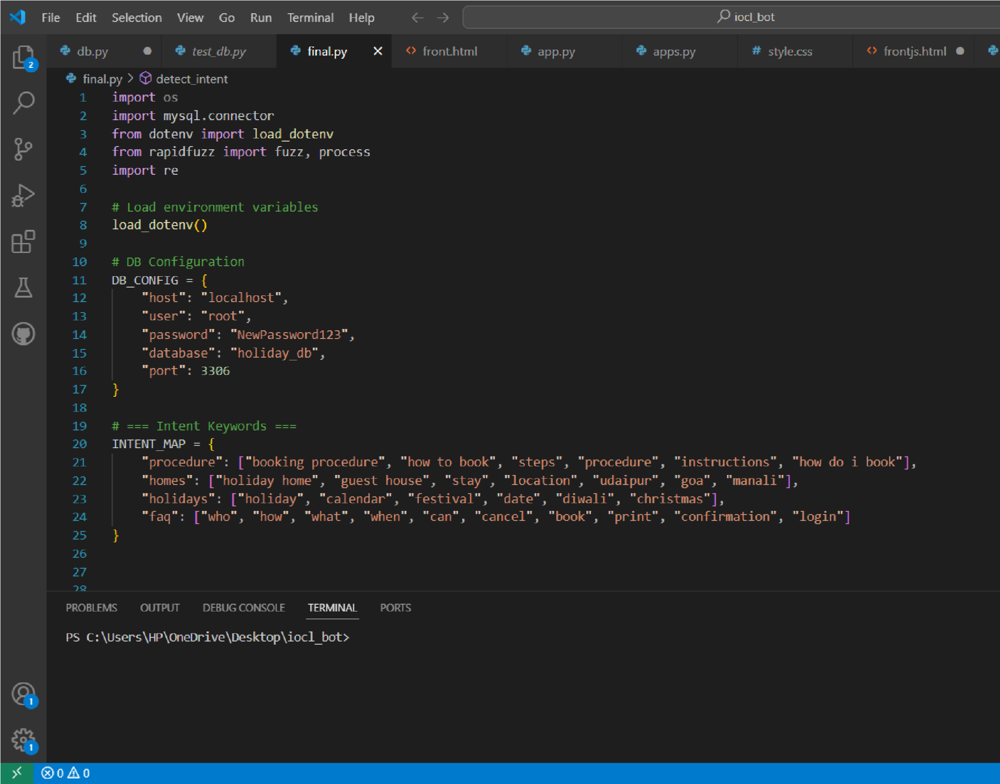 File Edit Selection View Go Run Terminal Help iocl_bot
db.py test_db.py final.py front.html app.py apps.py # style.css frontjs.html
2
final.py > detect_intent
1 import os
2 import mysql.connector
3 from dotenv import load_dotenv
4 from rapidfuzz import fuzz, process
5 import re
6
7 # Load environment variables
8 load_dotenv()
9
10 # DB Configuration
11 DB_CONFIG = {
12     "host": "localhost",
13     "user": "root",
14     "password": "NewPassword123",
15     "database": "holiday_db",
16     "port": 3306
17 }
18
19 # === Intent Keywords ===
20 INTENT_MAP = {
21     "procedure": ["booking procedure", "how to book", "steps", "procedure", "instructions", "how do i book"],
22     "homes": ["holiday home", "guest house", "stay", "location", "udaipur", "goa", "manali"],
23     "holidays": ["holiday", "calendar", "festival", "date", "diwali", "christmas"],
24     "faq": ["who", "how", "what", "when", "can", "cancel", "book", "print", "confirmation", "login"]
25 }
26
27
28
PROBLEMS OUTPUT DEBUG CONSOLE TERMINAL PORTS
PS C:\Users\HP\OneDrive\Desktop\iocl_bot>
1
1
0 0